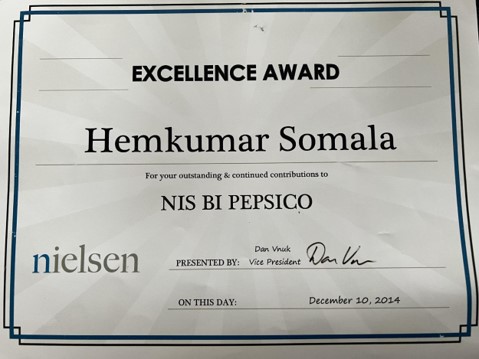 EXCELLENCE AWARD
Hemkumar Somala
For your outstanding & continued contributions to
NIS BI PEPSICO
nielsen
PRESENTED BY: Dan Vnuk
Vice President
Dan Vnuk
ON THIS DAY: December 10, 2014